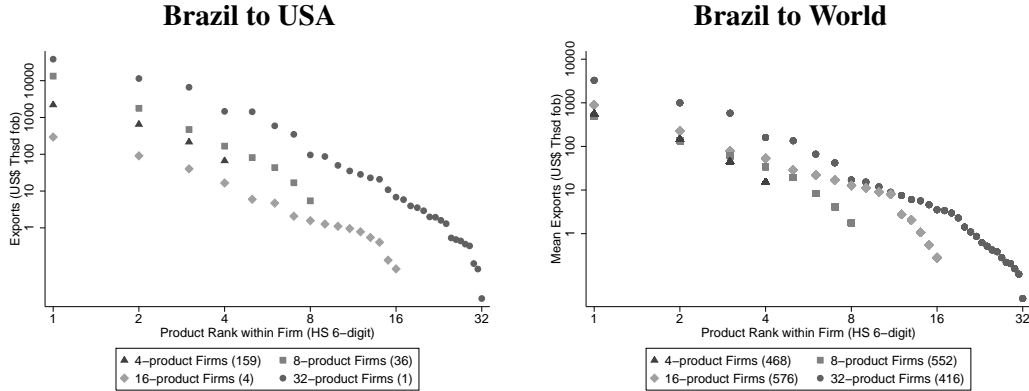 Brazil to USA
Exports (US$ Thsd fob)
10000
1000
100
10
1
1 2 4 8 16 32
Product Rank within Firm (HS 6−digit)
4−product Firms (159) 8−product Firms (36)
16−product Firms (4) 32−product Firms (1)
Brazil to World
Mean Exports (US$ Thsd fob)
10000
1000
100
10
1
1 2 4 8 16 32
Product Rank within Firm (HS 6−digit)
4−product Firms (468) 8−product Firms (552)
16−product Firms (576) 32−product Firms (416)